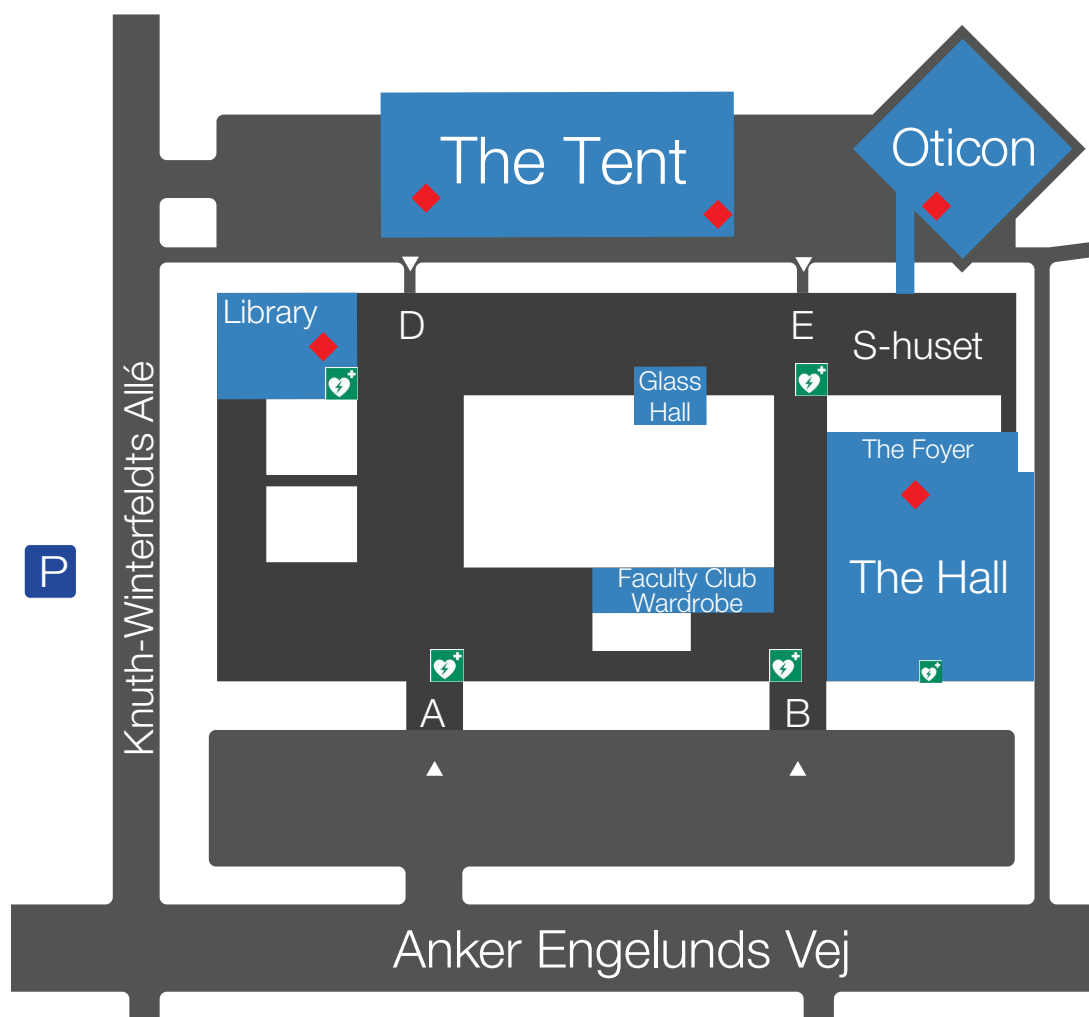 The Tent
Oticon
Library
D
E
S-huset
Glass
Hall
The Foyer
Knuth-Winterfeldts Allé
P
Faculty Club
Wardrobe
The Hall
A
B
Anker Engelunds Vej